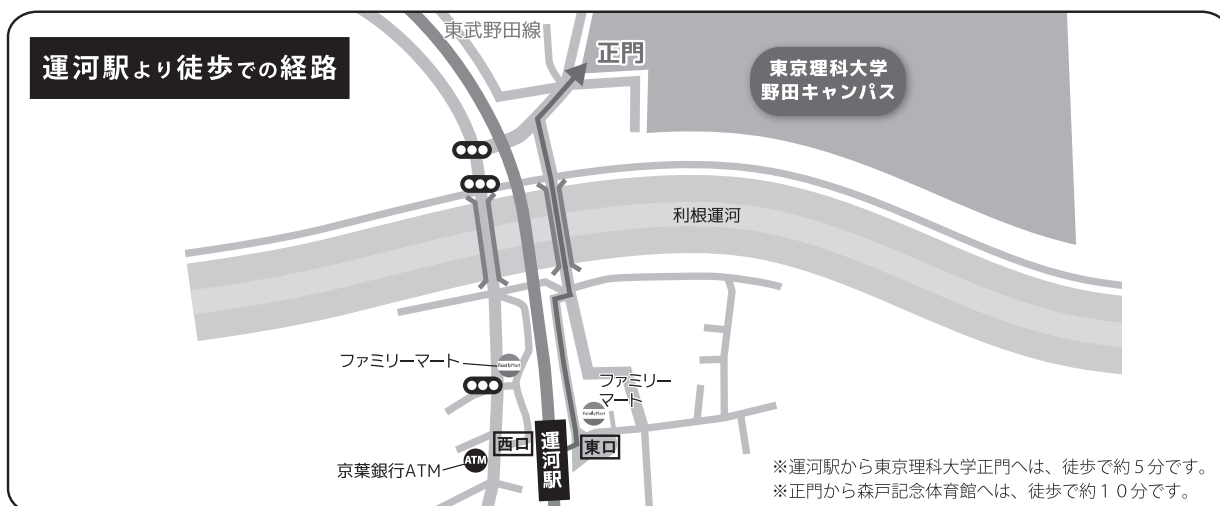 運河駅より徒歩での経路
東武野田線
正門
東京理科大学
野田キャンパス
利根運河
ファミリーマート
FamilyMart
ファミリー
マート
FamilyMart
西口
運河駅
東口
京葉銀行ATM
ATM
※運河駅から東京理科大学正門へは、徒歩で約5分です。
※正門から森戸記念体育館へは、徒歩で約10分です。